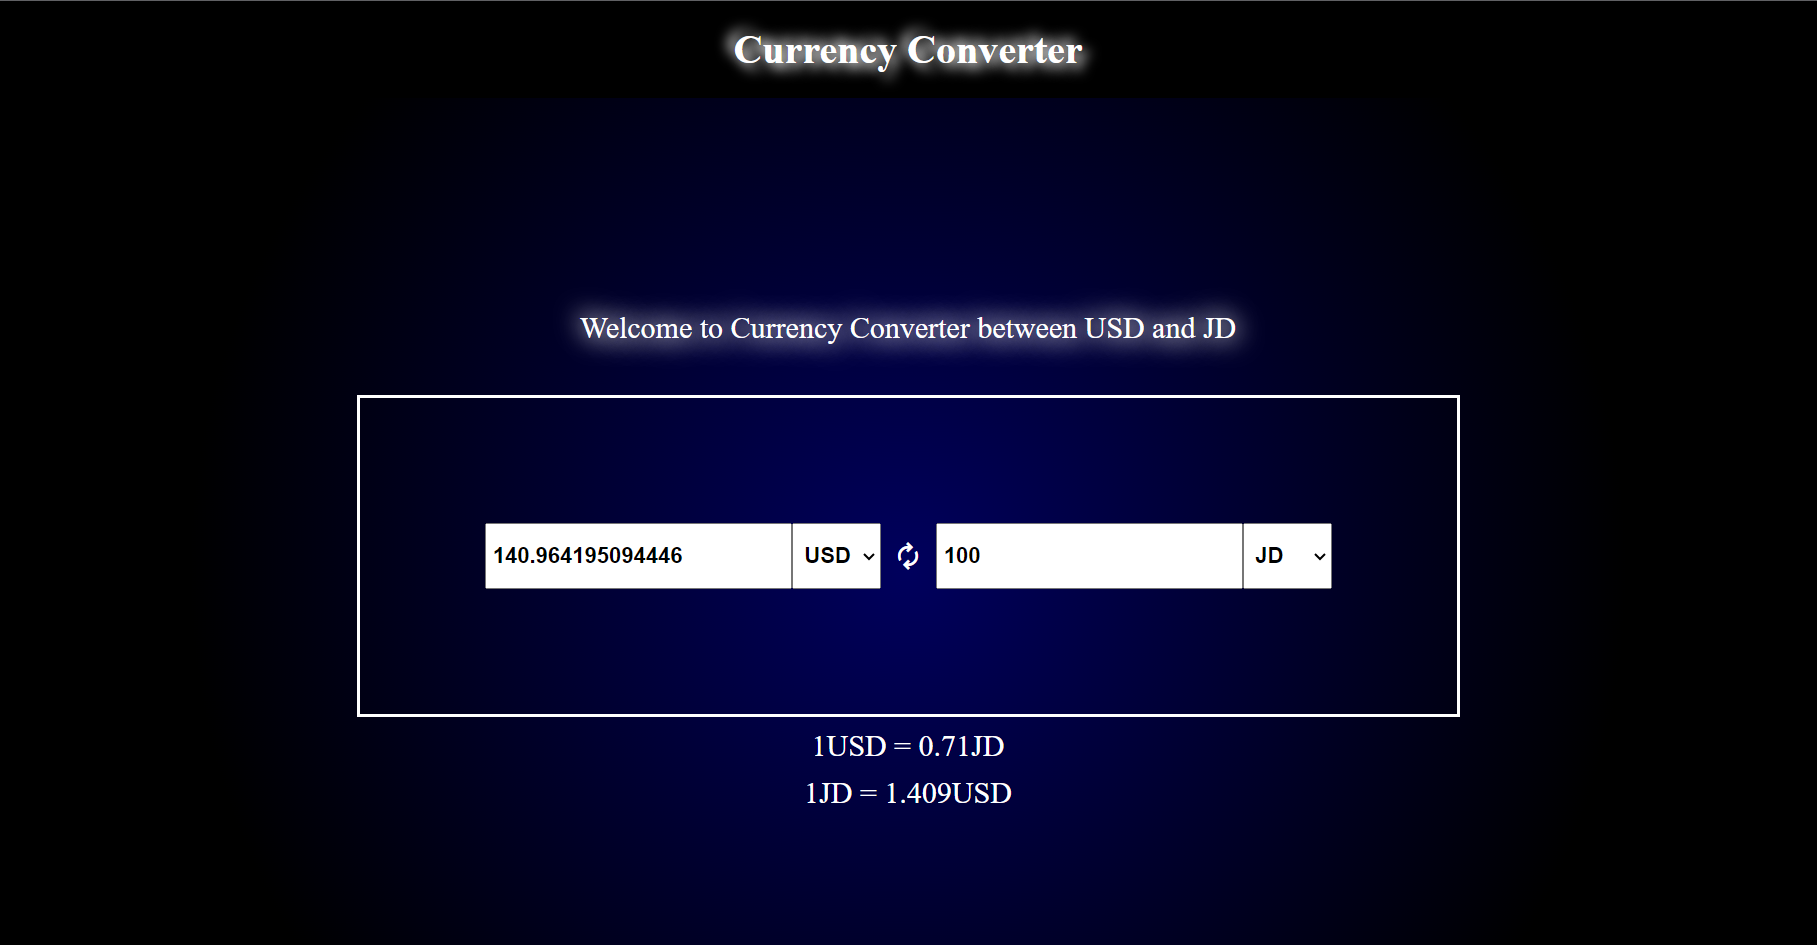 Currency Converter
Welcome to Currency Converter between USD and JD
140.964195094446 USD 100 JD
1USD = 0.71JD
1JD = 1.409USD